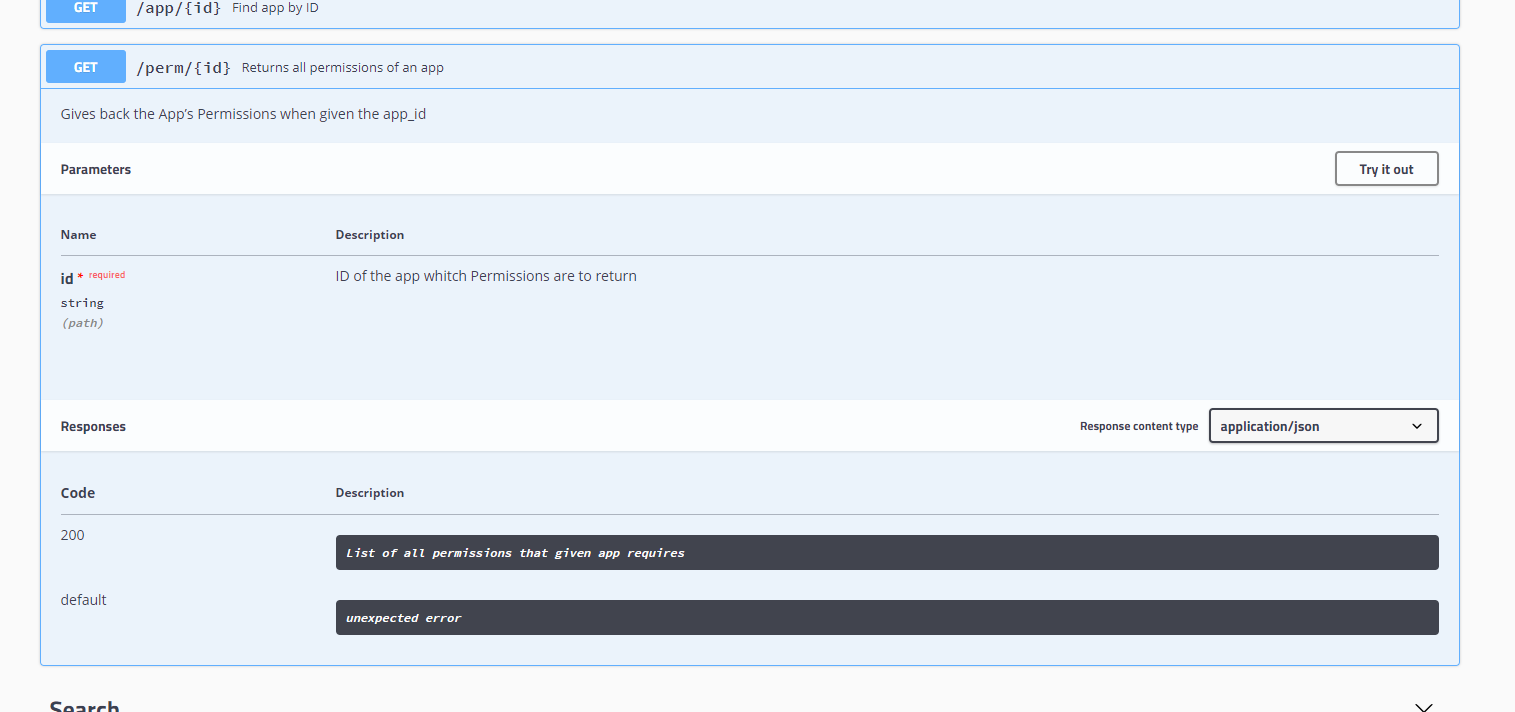 GET /app/{id} Find app by ID
GET /perm/{id} Returns all permissions of an app
Gives back the App’s Permissions when given the app_id
Parameters Try it out
Name Description
id * required ID of the app whitch Permissions are to return
string
(path)
Responses Response content type application/json
Code Description
200 List of all permissions that given app requires
default unexpected error
Search